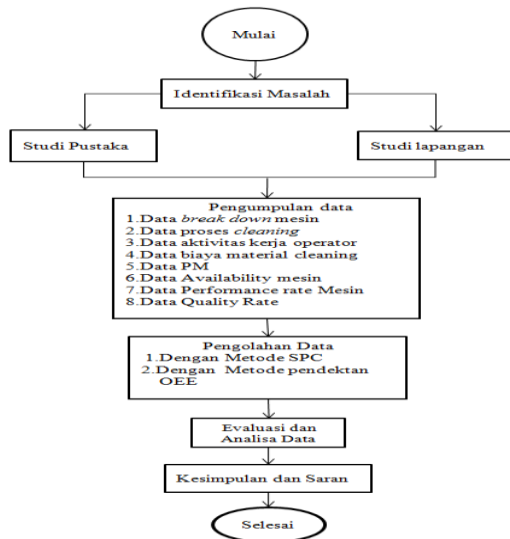 Mulai
Identifikasi Masalah
Studi Pustaka
Studi lapangan
Pengumpulan data
1.Data break down mesin
2.Data proses cleaning
3.Data aktivitas kerja operator
4.Data biaya material cleaning
5.Data PM
6.Data Availability mesin
7.Data Performance rate Mesin
8.Data Quality Rate
Pengolahan Data
1.Dengan Metode SPC
2.Dengan Metode pendektan
OEE
Evaluasi dan
Analisa Data
Kesimpulan dan Saran
Selesai